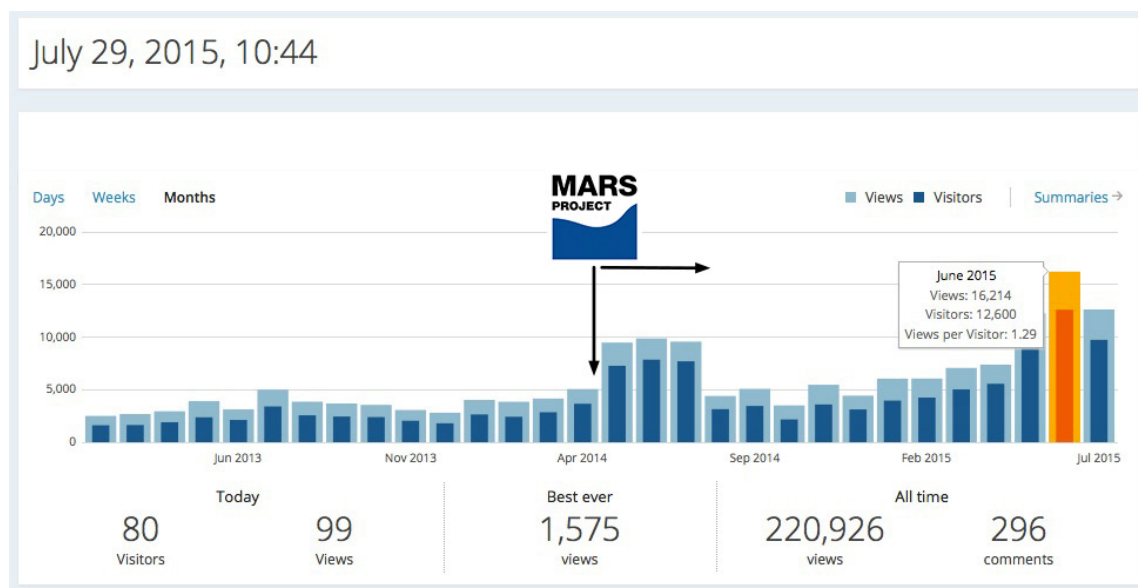 July 29, 2015, 10:44
Days Weeks Months
MARS
PROJECT
Views Visitors Summaries →
20,000
15,000
10,000
5,000
0
June 2015
Views: 16,214
Visitors: 12,600
Views per Visitor: 1.29
Jun 2013 Nov 2013 Apr 2014 Sep 2014 Feb 2015 Jul 2015
Today
80
Visitors
99
Views
Best ever
1,575
views
All time
220,926
views
296
comments